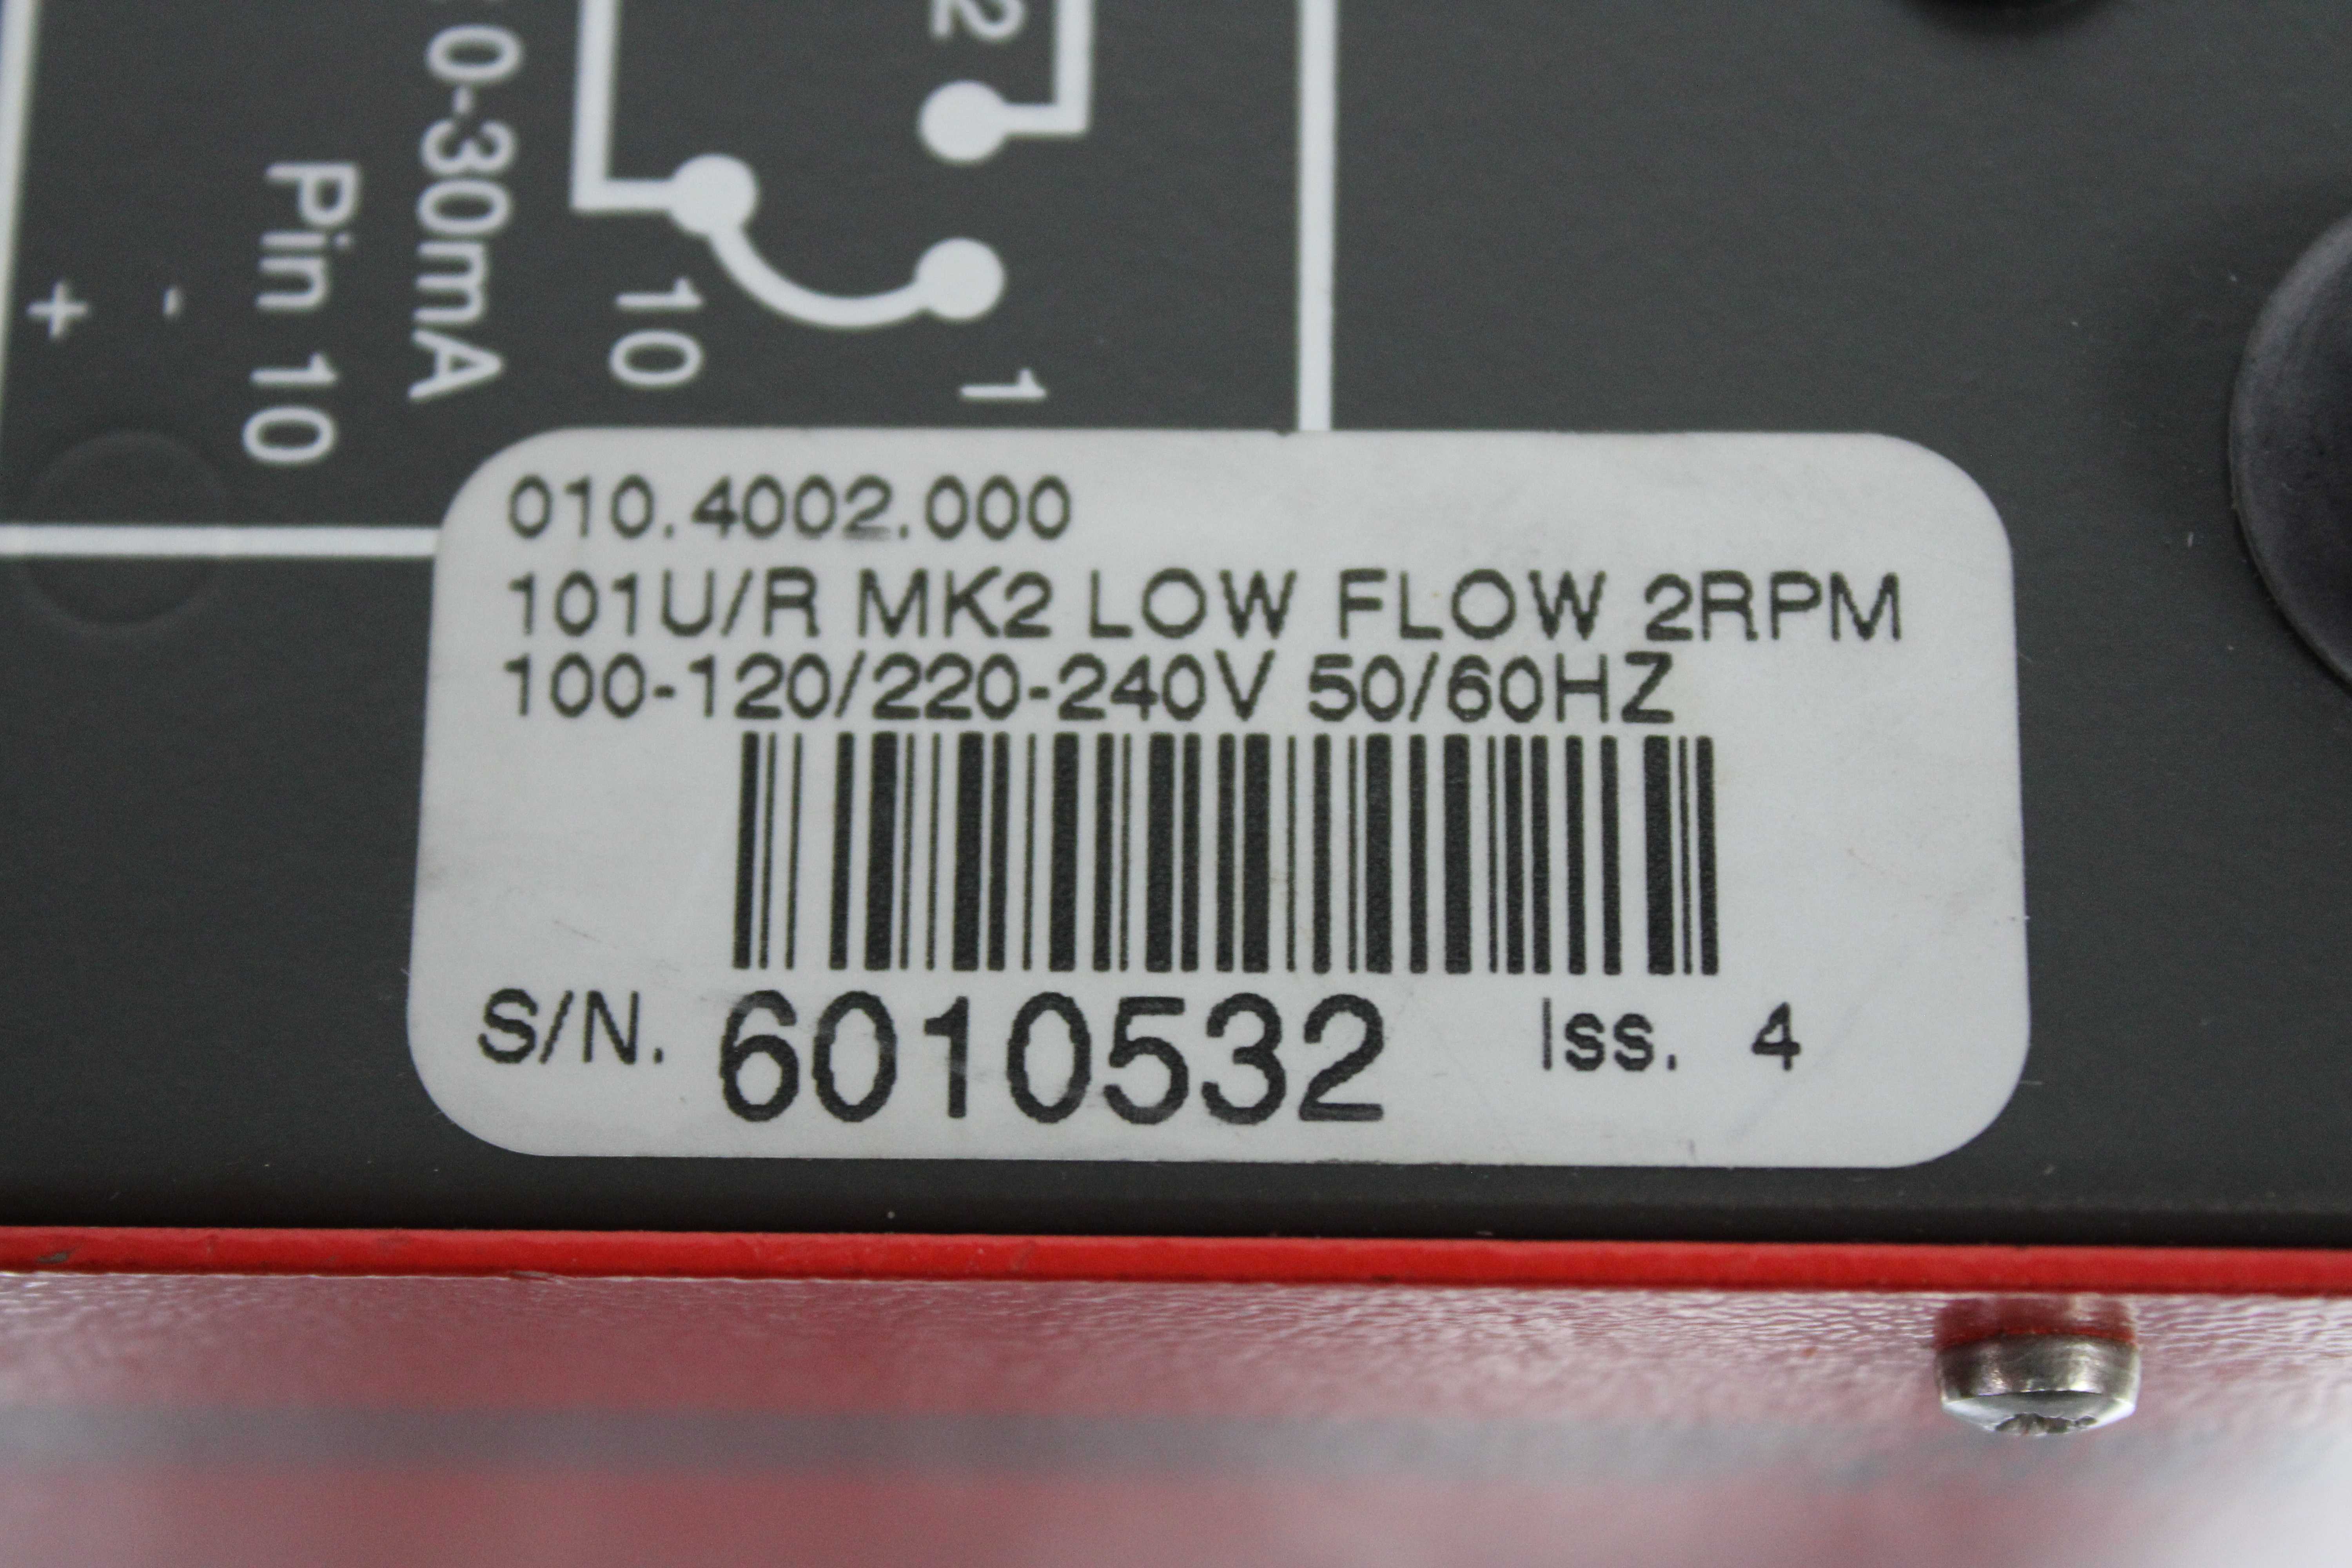 2
0-30mA
Pin 10
-
+
10
1
010.4002.000
101U/R MK2 LOW FLOW 2RPM
100-120/220-240V 50/60HZ
S/N. 6010532 Iss. 4